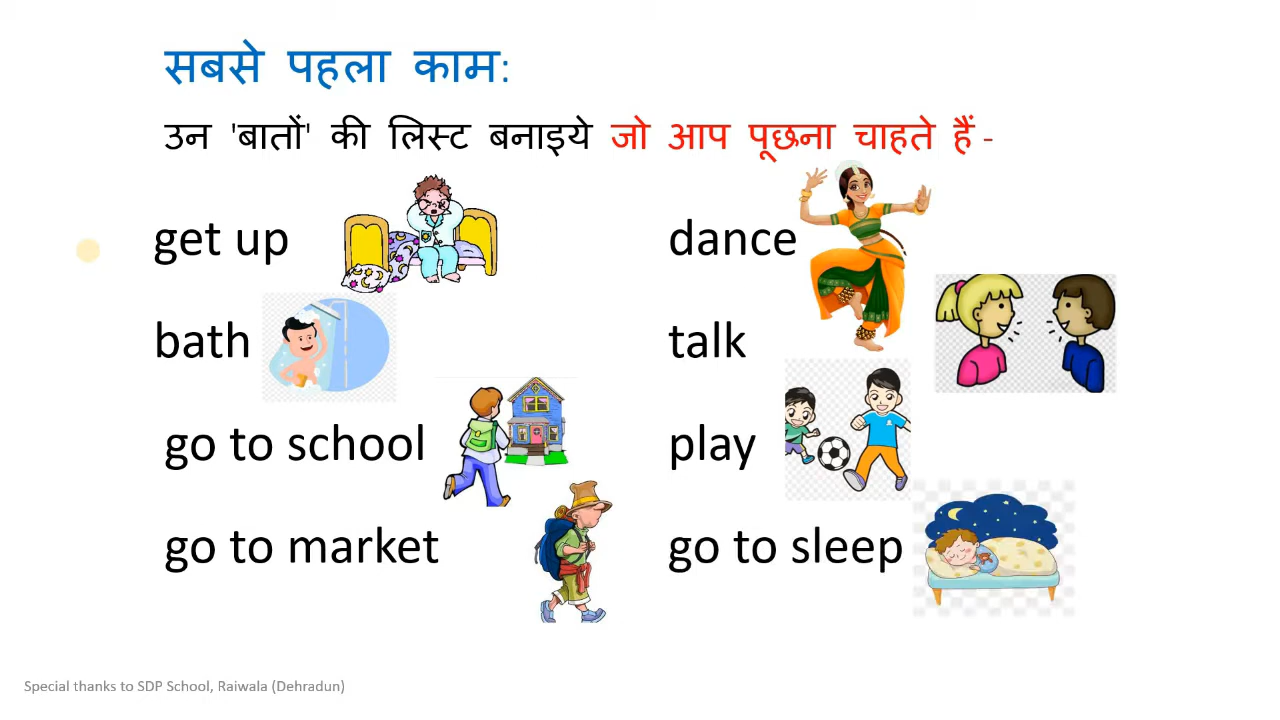 सबसे पहला काम:
उन 'बातों' की लिस्ट बनाइये जो आप पूछना चाहते हैं -
get up
bath
go to school
go to market
dance
talk
play
go to sleep
Special thanks to SDP School, Raiwala (Dehradun)